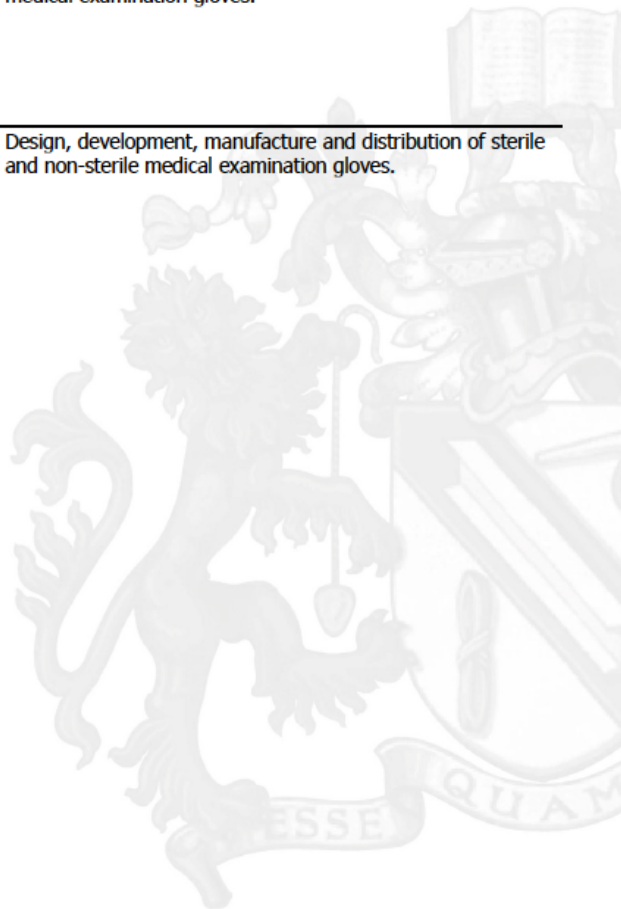 medical examination gloves.
Design, development, manufacture and distribution of sterile
and non-sterile medical examination gloves.
ESSE
QUAM